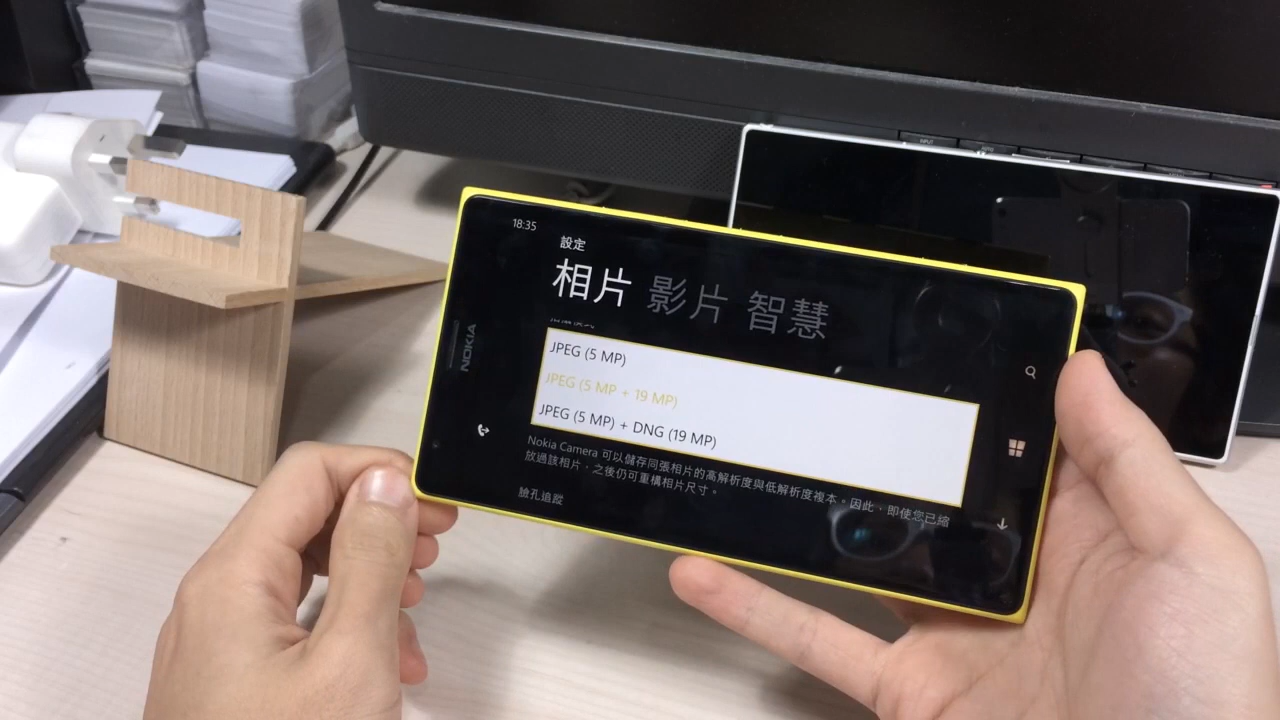 18:35
設定
相片 影片 智慧
JPEG (5 MP)
JPEG (5 MP + 19 MP)
JPEG (5 MP) + DNG (19 MP)
Nokia Camera 可以儲存同張相片的高解析度與低解析度複本。因此，即使您已縮
放過該相片，之後仍可重構相片尺寸。
臉孔追蹤
NOKIA
INPUT